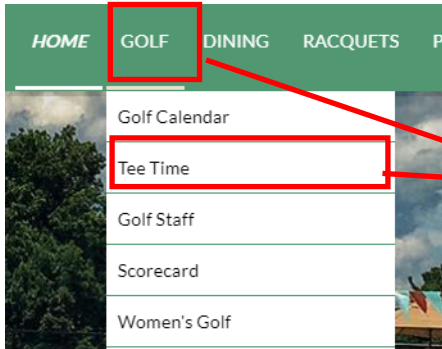 HOME GOLF DINING RACQUETS P
Golf Calendar
Tee Time
Golf Staff
Scorecard
Women's Golf